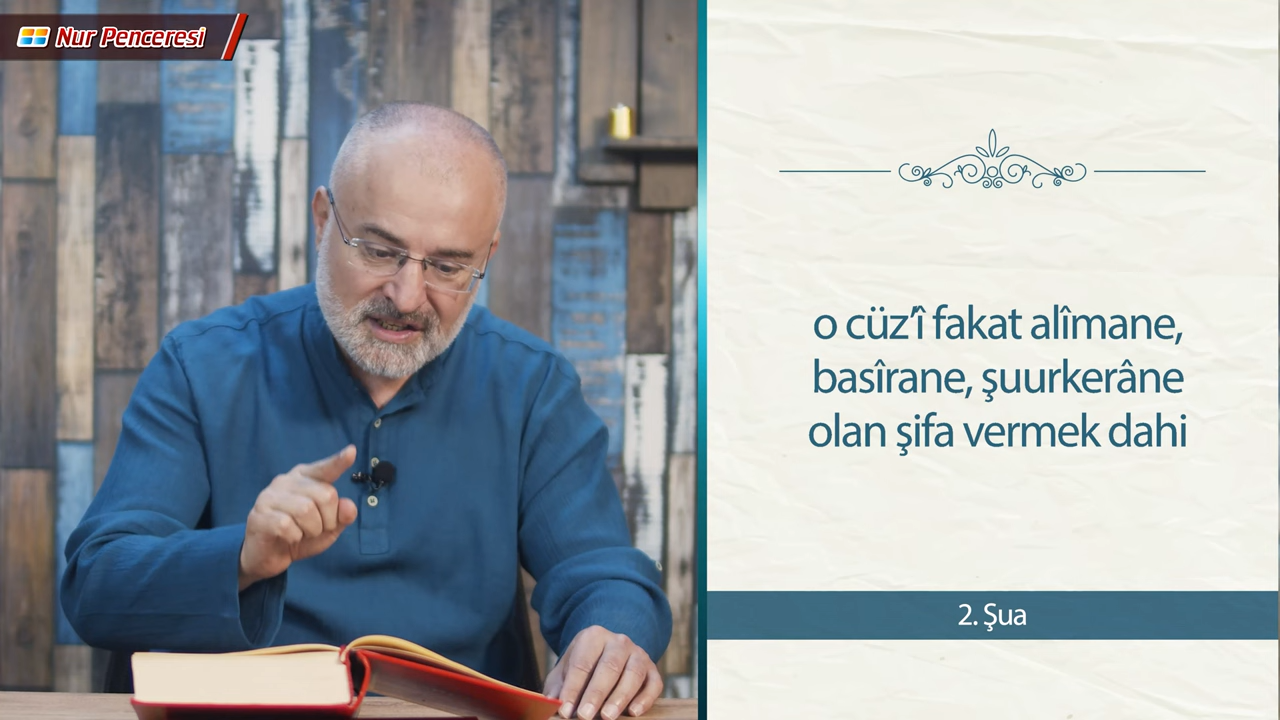 Nur Penceresi
o cüz'î fakat alîmane,
basîrane, şuurkerâne
olan şifa vermek dahi
2. Şua